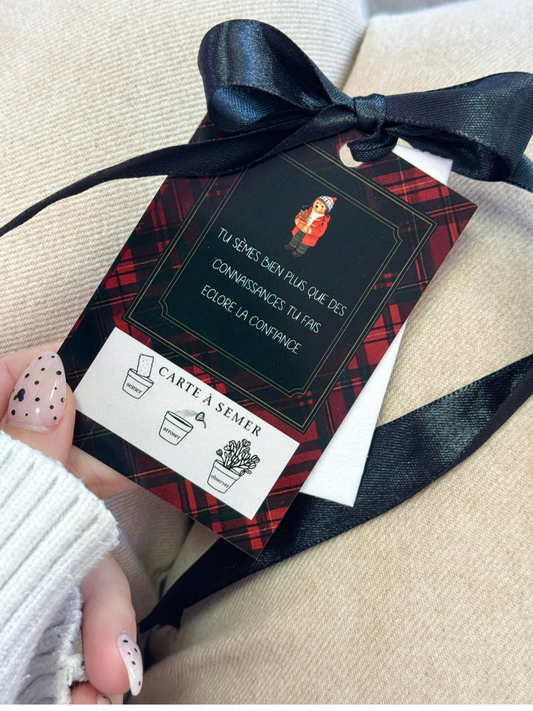 TU SÈMES BIEN PLUS QUE DES
CONNAISSANCES TU FAIS
ECLORE LA CONFIANCE
CARTE À SEMER
semer
arroser
observer